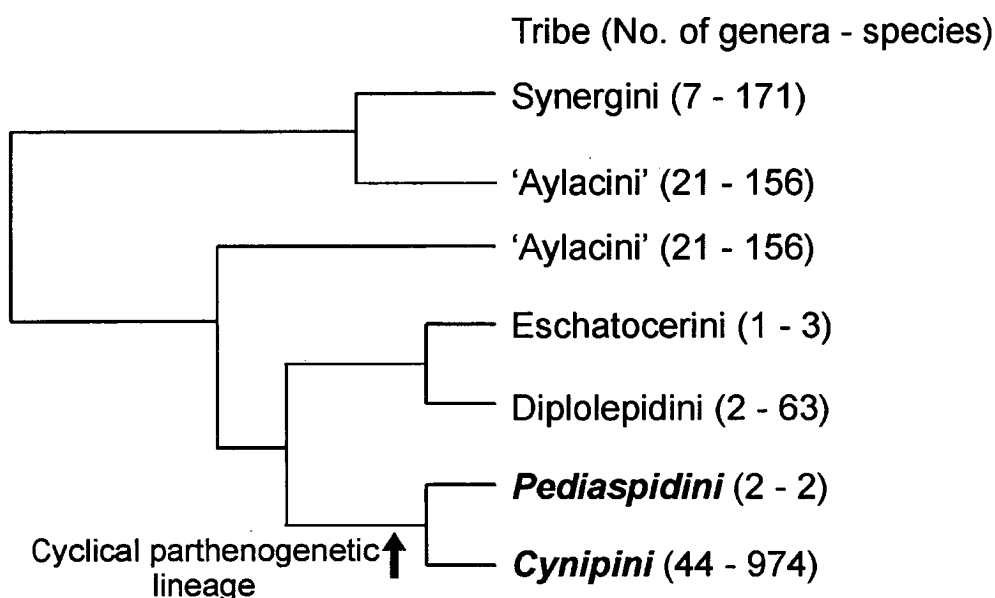 Tribe (No. of genera - species)
Synergini (7 - 171)
‘Aylacini’ (21 - 156)
‘Aylacini’ (21 - 156)
Eschatocerini (1 - 3)
Diplolepidini (2 - 63)
Pediaspidini (2 - 2)
Cyclical parthenogenetic
lineage
Cynipini (44 - 974)